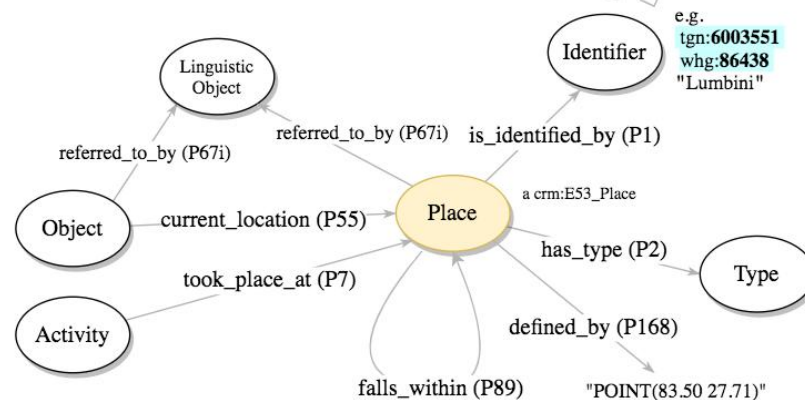 e.g.
tgn:6003551
whg:86438
"Lumbini"
Identifier
Linguistic
Object
referred_to_by (P67i)
is_identified_by (P1)
referred_to_by (P67i)
a crm:E53_Place
Object
current_location (P55)
Place
has_type (P2)
Type
took_place_at (P7)
Activity
defined_by (P168)
falls_within (P89)
"POINT(83.50 27.71)"